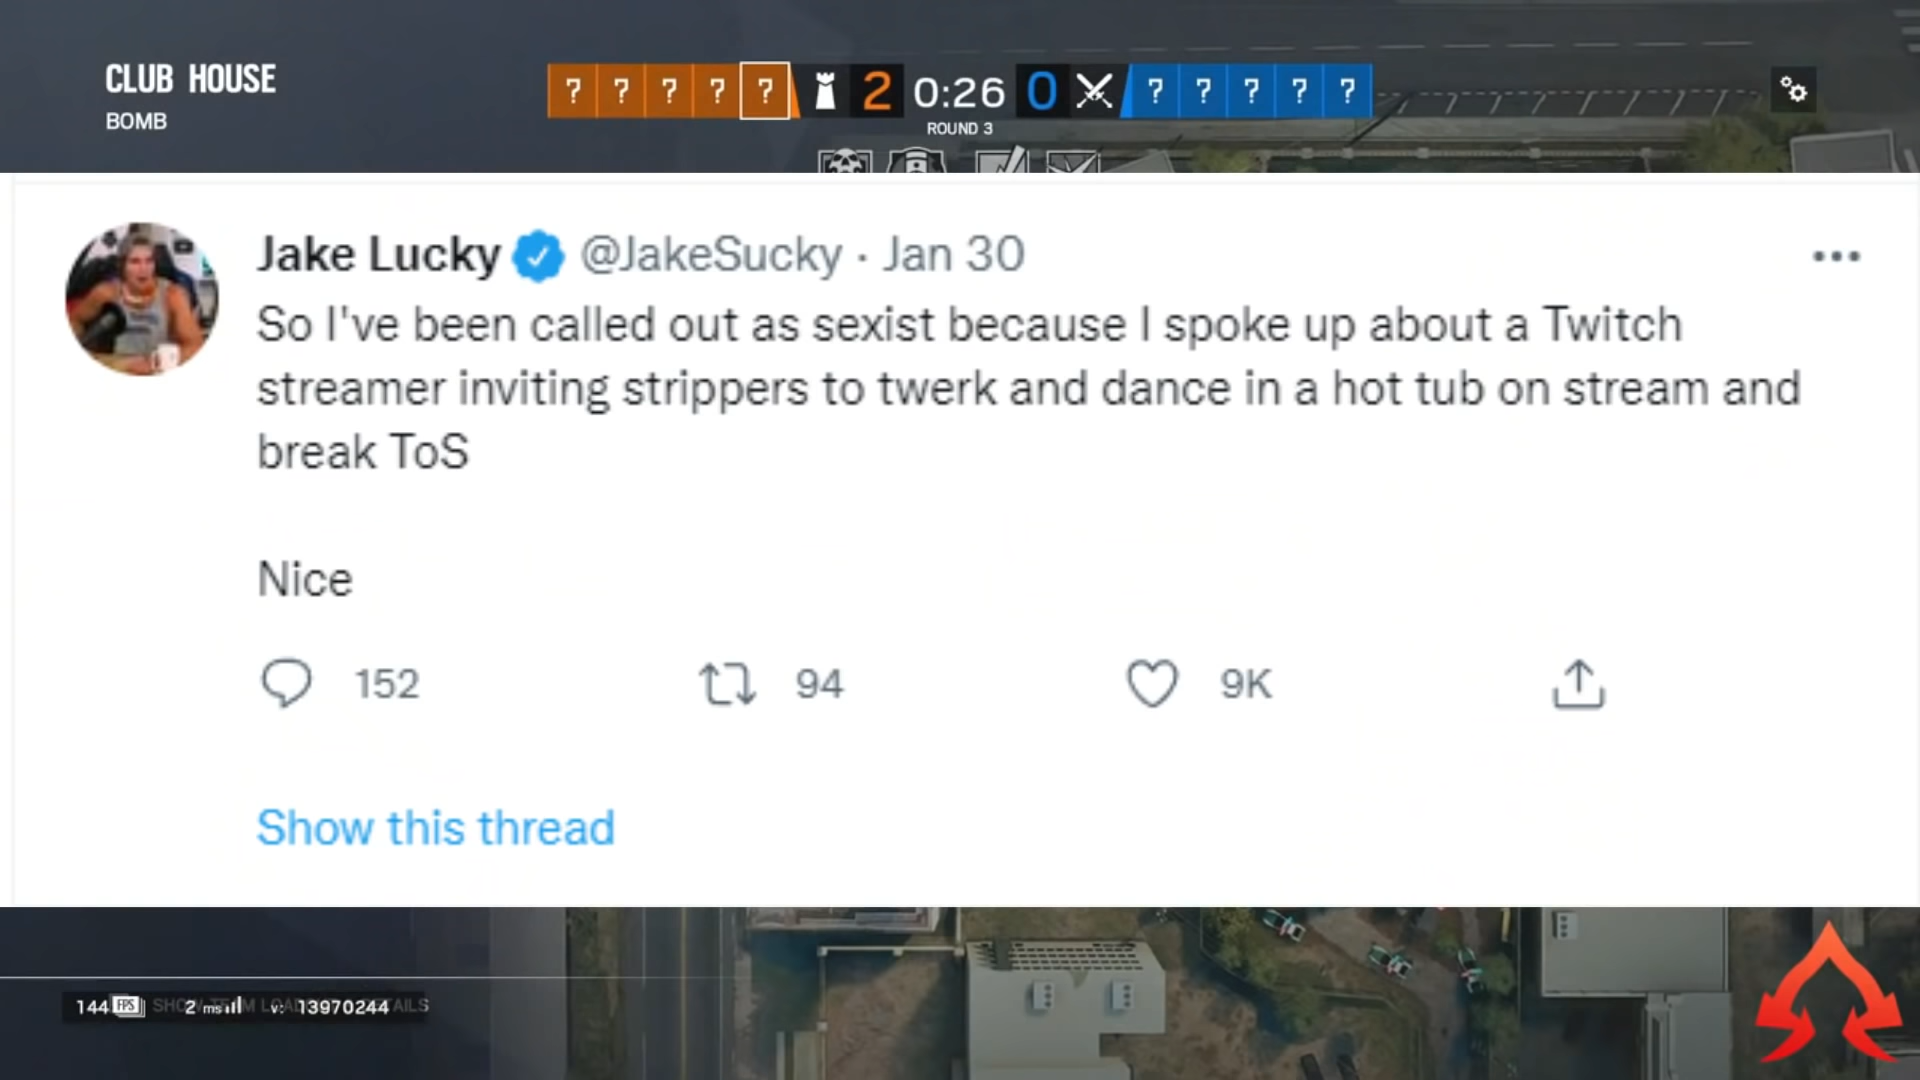 CLUB HOUSE
BOMB
? ? ? ? ? 2 0:26 0 ? ? ? ? ?
ROUND 3
Jake Lucky @JakeSucky · Jan 30
So I've been called out as sexist because I spoke up about a Twitch
streamer inviting strippers to twerk and dance in a hot tub on stream and
break ToS
Nice
152 94 9K
Show this thread
144 FPS 2 ms v: 13970244